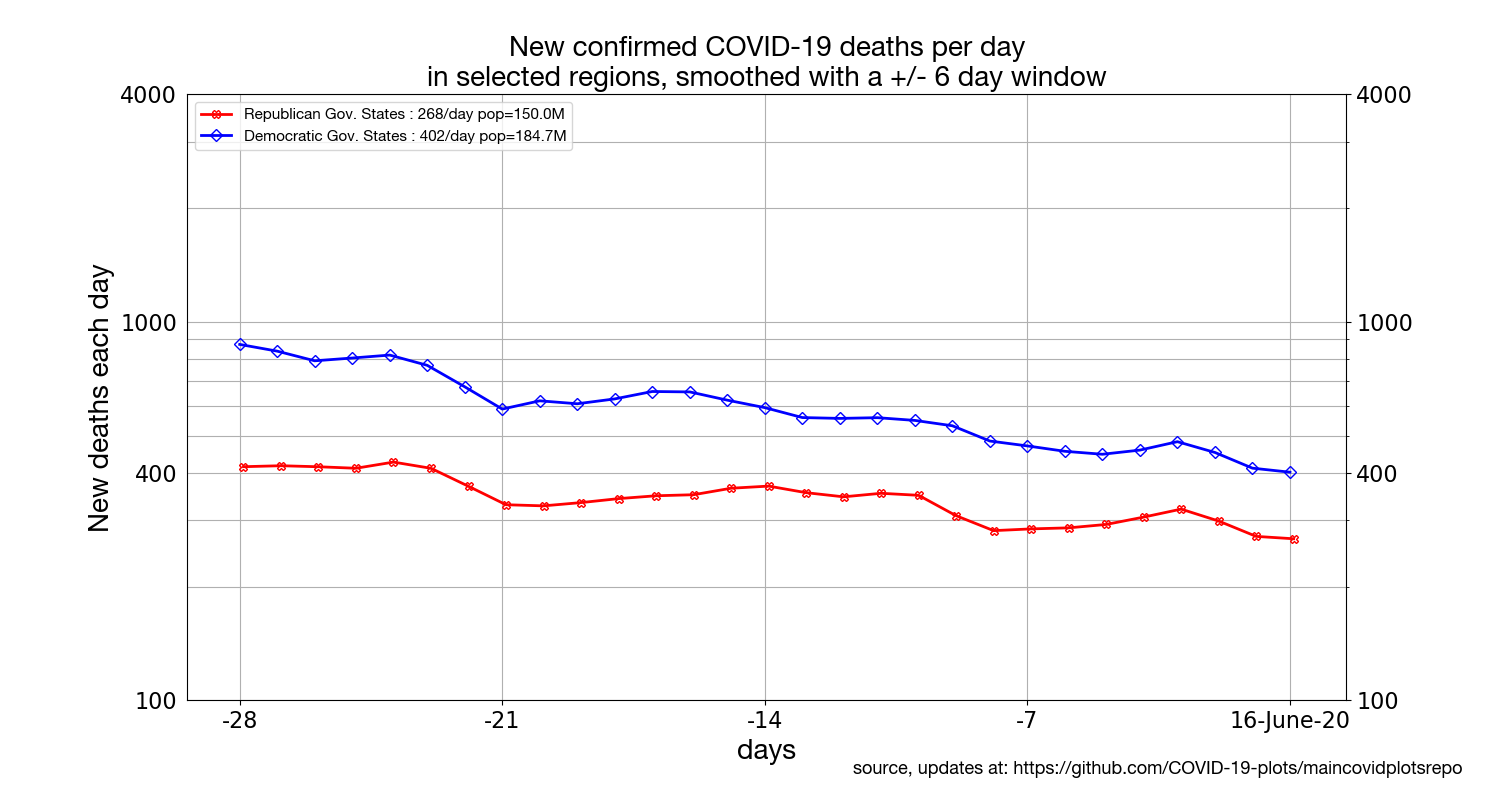 New confirmed COVID-19 deaths per day
in selected regions, smoothed with a +/- 6 day window
4000
4000
Republican Gov. States : 268/day pop=150.0M
Democratic Gov. States : 402/day pop=184.7M
New deaths each day
1000
1000
400
400
100
100
-28
-21
-14
-7
16-June-20
days
source, updates at: https://github.com/COVID-19-plots/maincovidplotsrepo